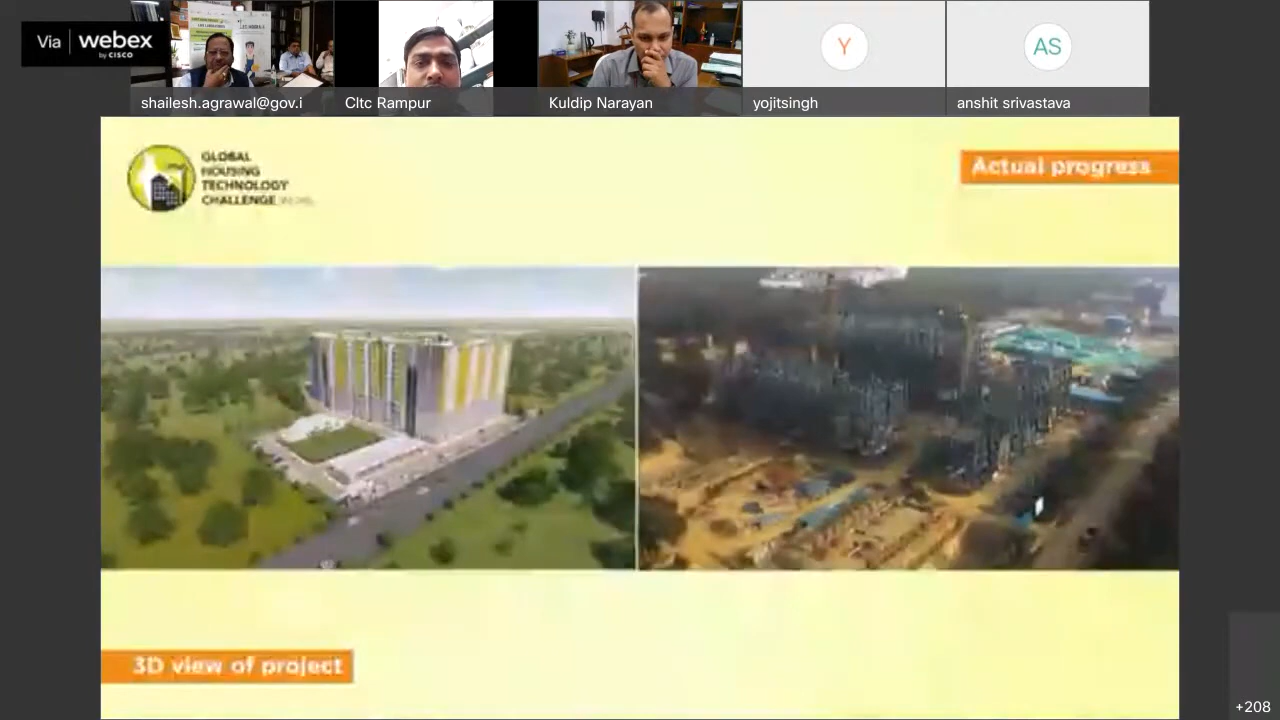 Via webex
by CISCO
shailesh.agrawal@gov.i
Cltc Rampur
Kuldip Narayan
Y
yojitsingh
AS
anshit srivastava
GLOBAL
HOUSING
TECHNOLOGY
CHALLENGE
Actual progress
3D view of project
+208